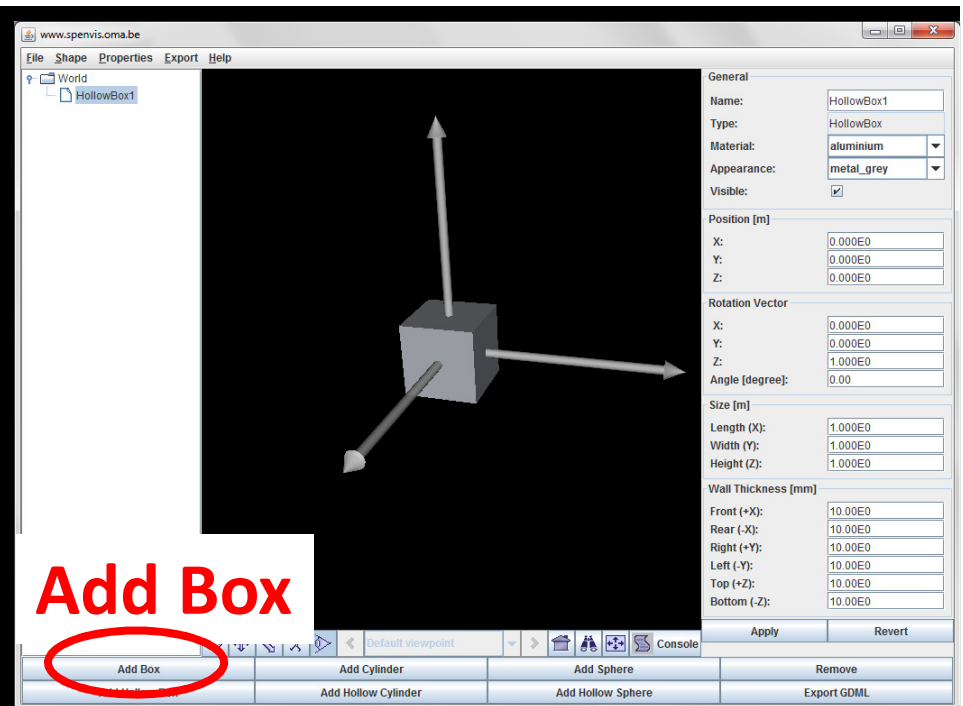 www.spenvis.oma.be
File Shape Properties Export Help
World
HollowBox1
General
Name: HollowBox1
Type: HollowBox
Material: aluminium
Appearance: metal_grey
Visible:
Position [m]
X: 0.000E0
Y: 0.000E0
Z: 0.000E0
Rotation Vector
X: 0.000E0
Y: 0.000E0
Z: 1.000E0
Angle [degree]: 0.00
Size [m]
Length (X): 1.000E0
Width (Y): 1.000E0
Height (Z): 1.000E0
Wall Thickness [mm]
Front (+X): 10.00E0
Rear (-X): 10.00E0
Right (+Y): 10.00E0
Left (-Y): 10.00E0
Top (+Z): 10.00E0
Bottom (-Z): 10.00E0
Add Box
Apply Revert
Default viewpoint Console
Add Box Add Cylinder Add Sphere Remove
Add Hollow Box Add Hollow Cylinder Add Hollow Sphere Export GDML